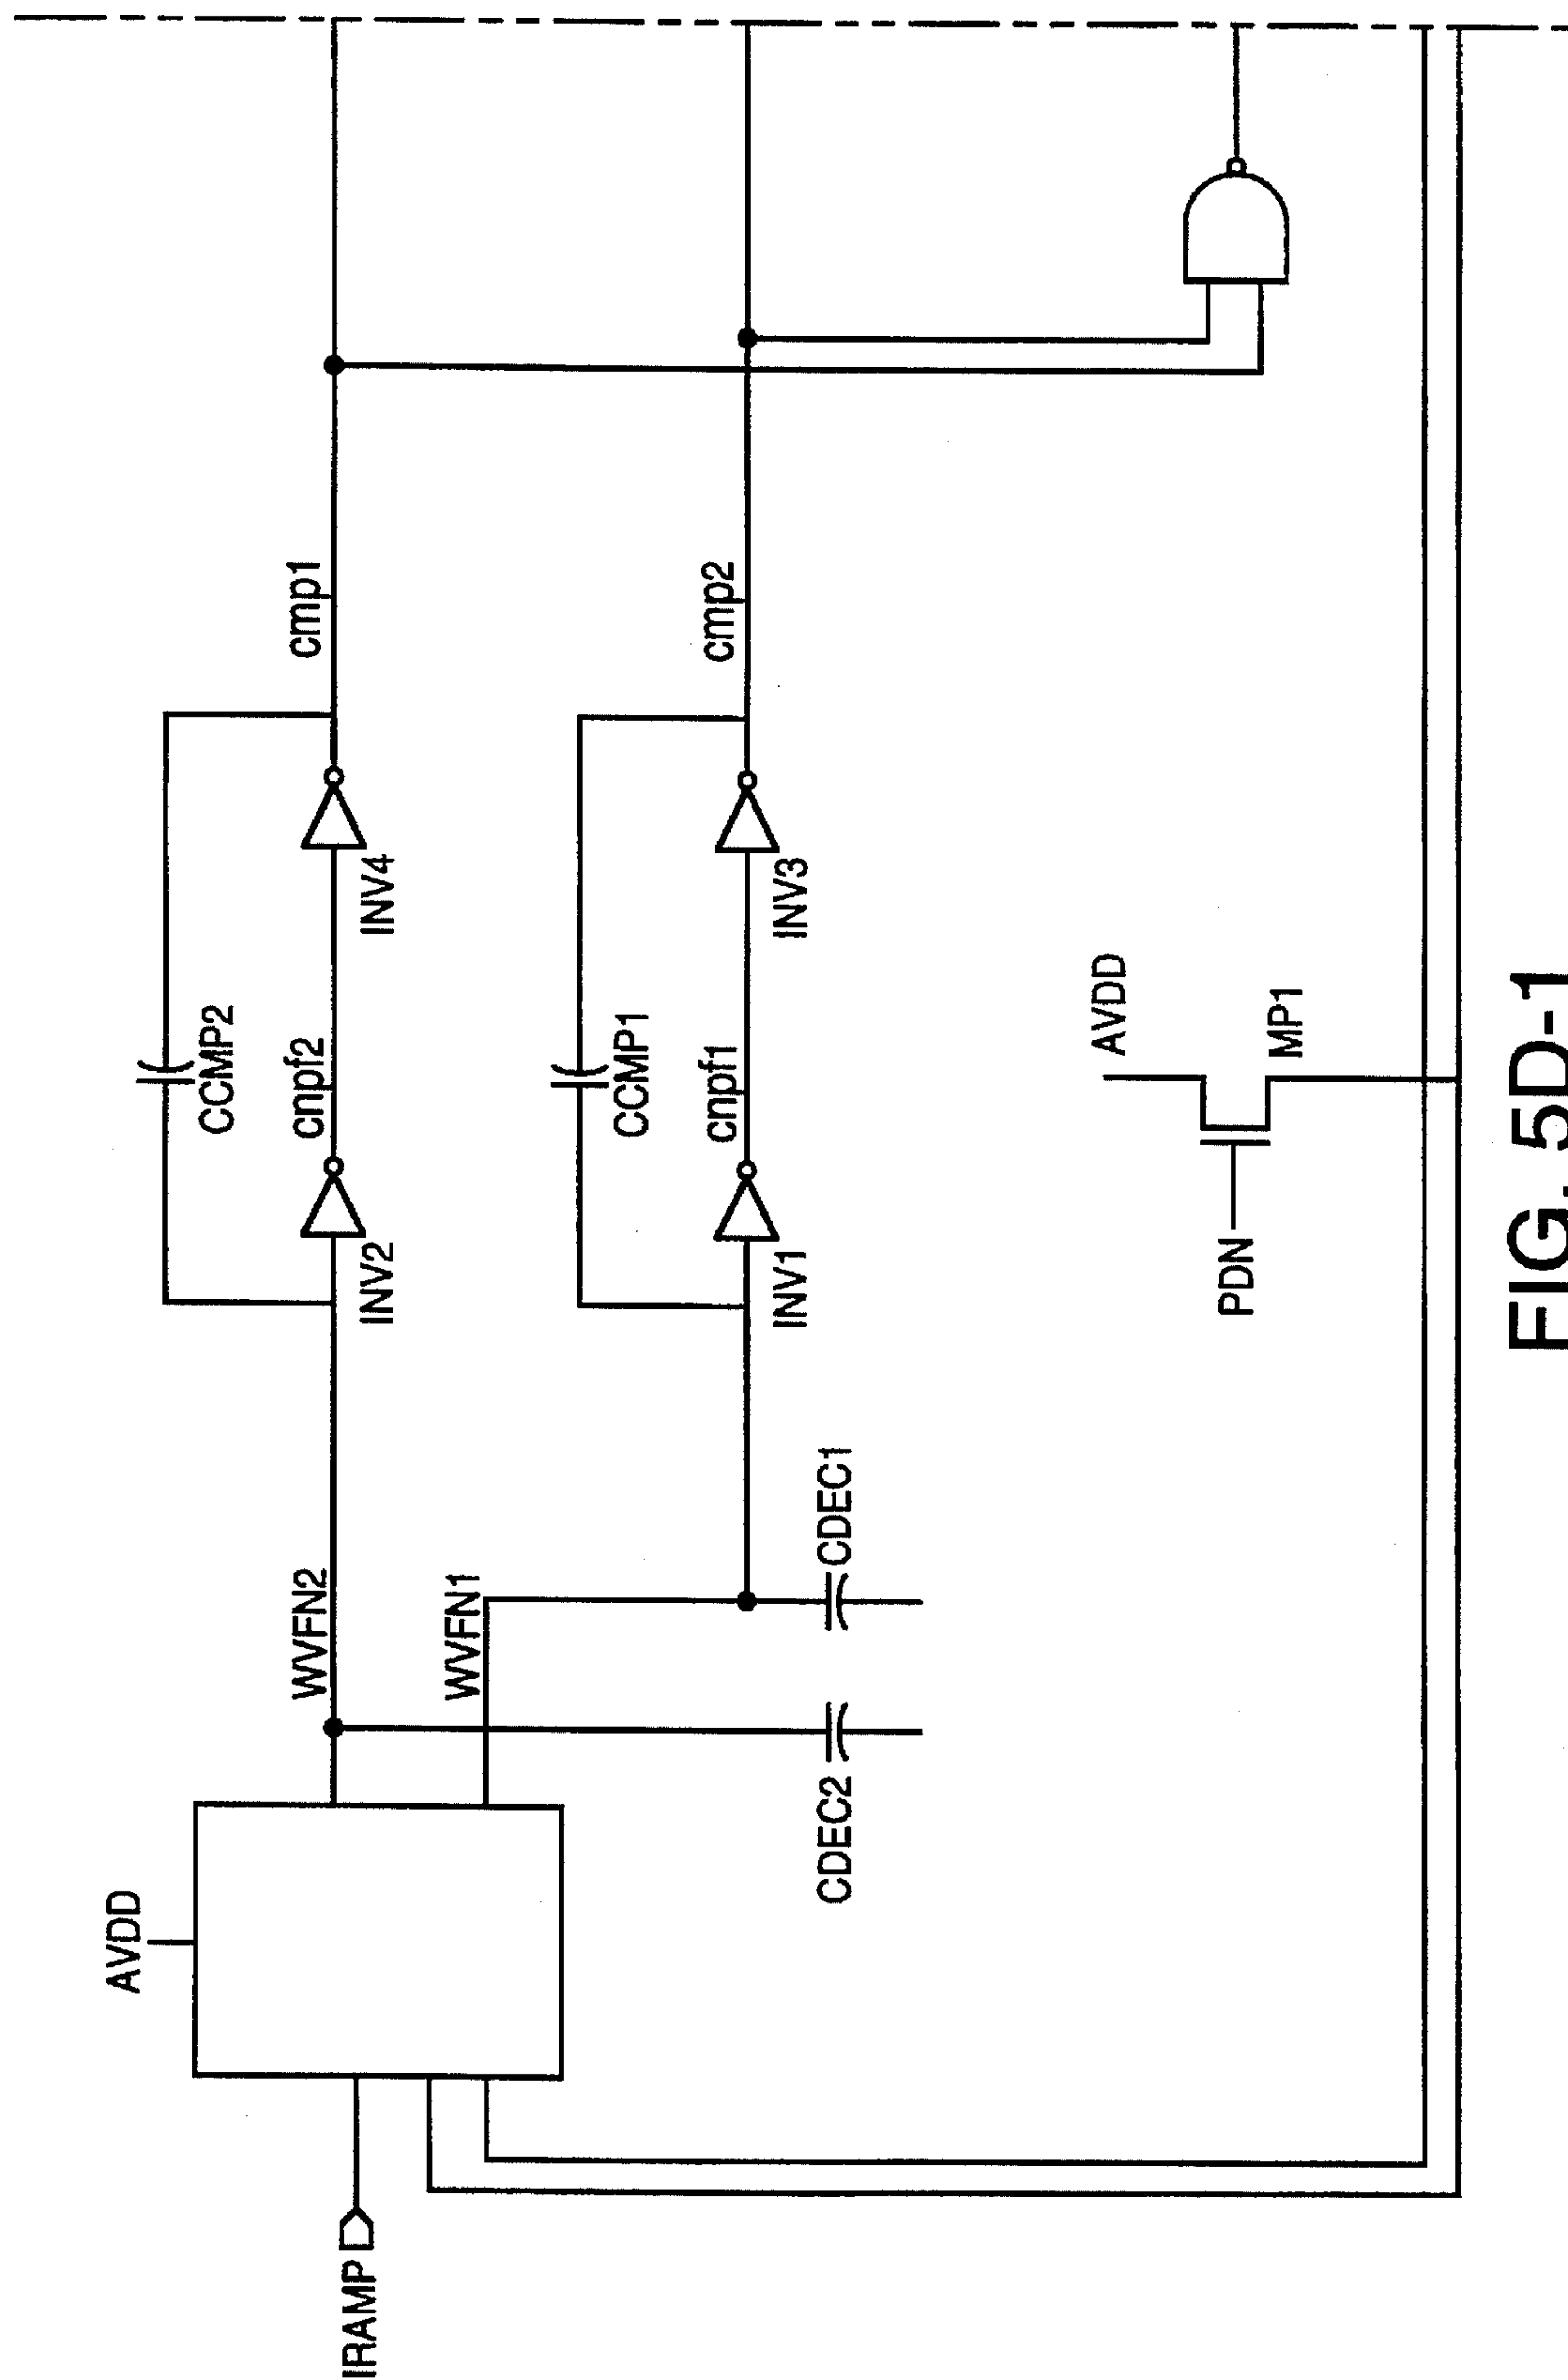 AVDD
IRAMP
WVFN2
WVFN1
CDEC2
CDEC1
CCMP2
cnpf2
INV2
INV4
cmp1
CCMP1
cnpf1
INV1
INV3
cmp2
AVDD
PDN
MP1
FIG. 5D-1